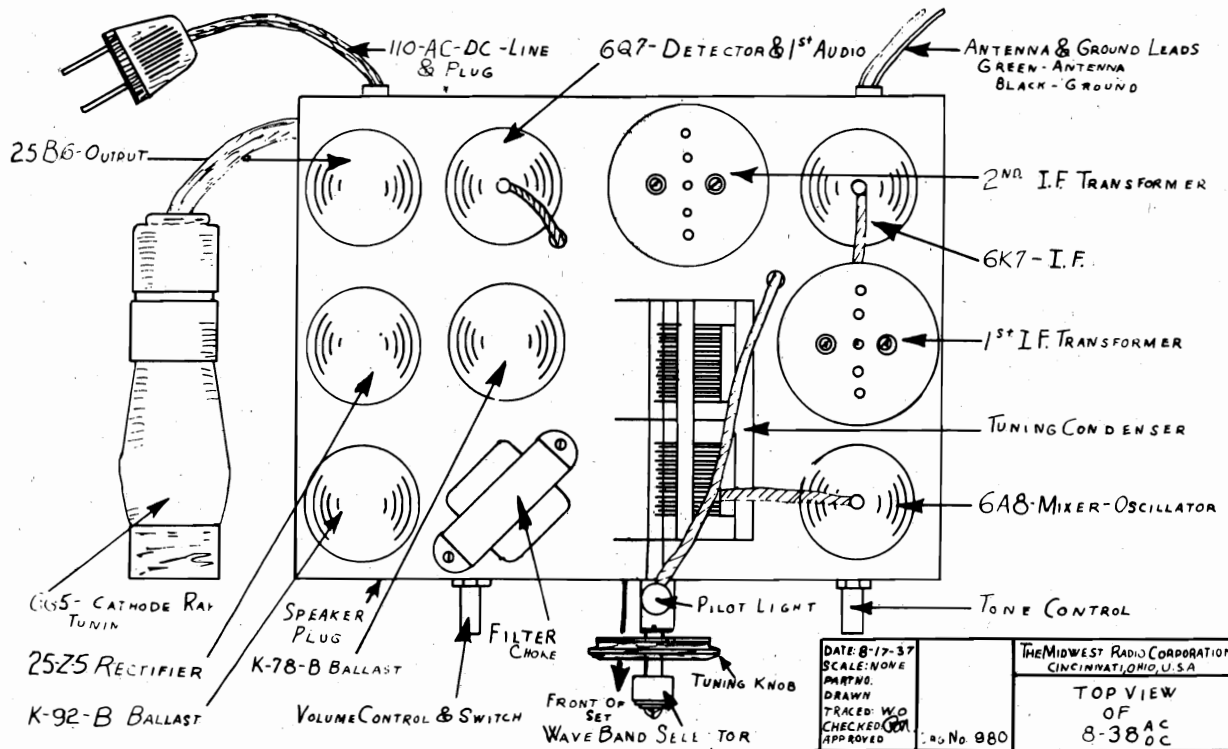 110-AC-DC-LINE
& PLUG
6Q7-DETECTOR & 1ST AUDIO
ANTENNA & GROUND LEADS
GREEN-ANTENNA
BLACK-GROUND
25B6-OUTPUT
2ND I.F. TRANSFORMER
6K7-I.F.
1ST I.F. TRANSFORMER
TUNING CONDENSER
6A8-MIXER-OSCILLATOR
CATHODE RAY
TUNIN
SPEAKER
PLUG
FILTER
CHOKE
PILOT LIGHT
TONE CONTROL
25Z5 RECTIFIER
K-78-B BALLAST
TUNING KNOB
K-92-B BALLAST
VOLUME CONTROL & SWITCH
FRONT OF
SET
WAVE BAND
DATE: 8-17-37
SCALE: NONE
PART NO.
DRAWN
TRACED: W.O
CHECKED
APPROVED
No. 980
THE MIDWEST RADIO CORPORATION
CINCINNATI, OHIO, U.S.A
TOP VIEW
OF
8-38 AC
DC